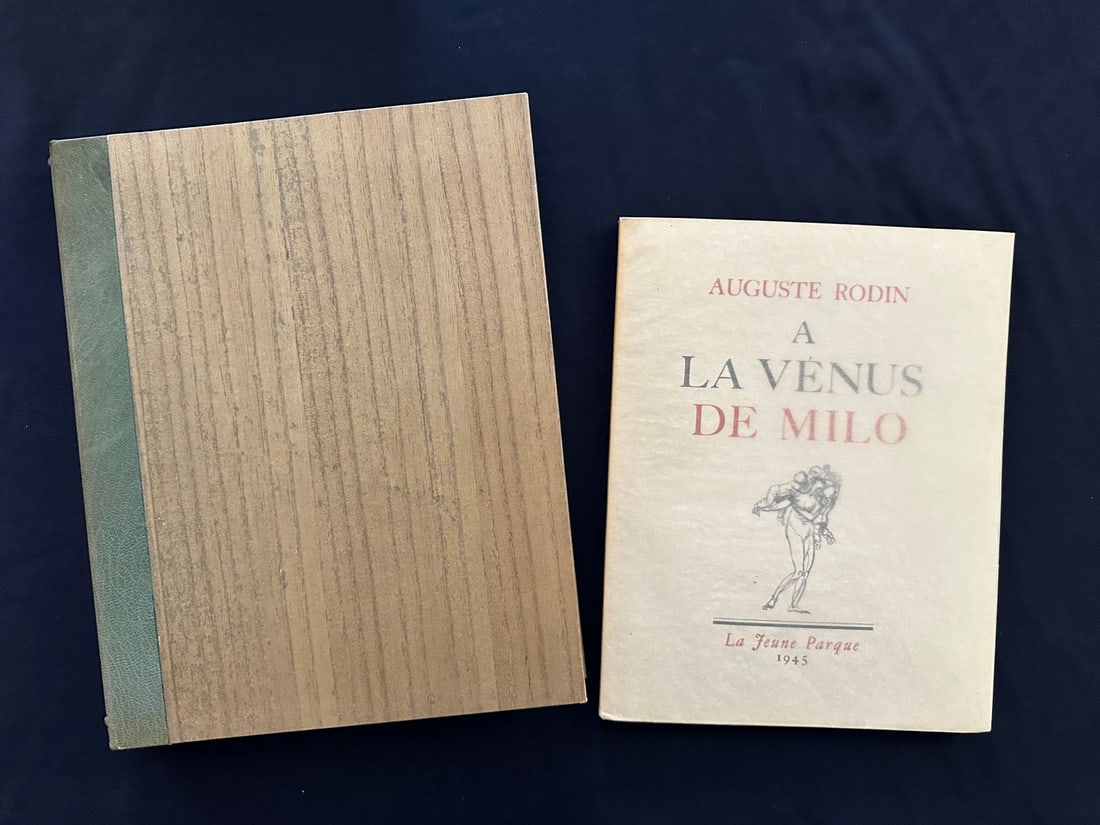 AUGUSTE RODIN
A
LA VÉNUS
DE MILO
La Jeune Parque
1945